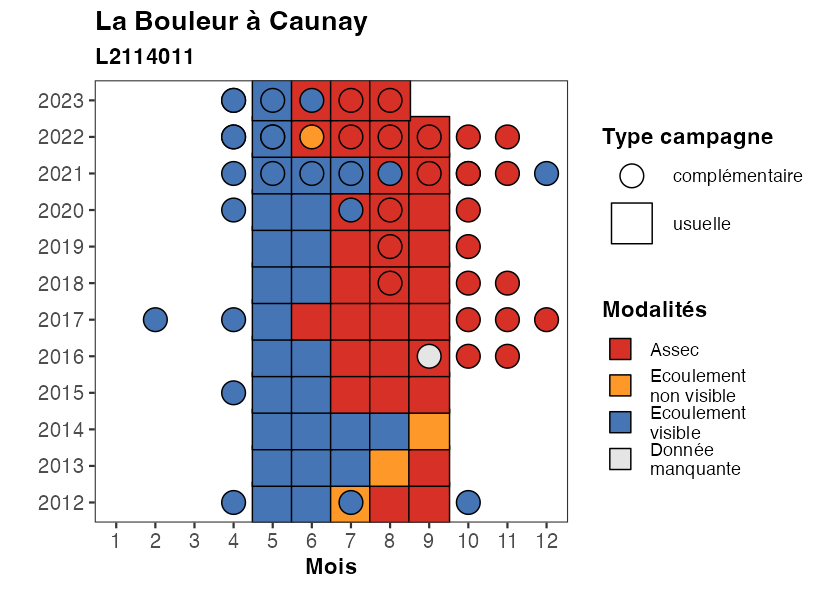 La Bouleur à Caunay
L2114011
2023
2022
2021
2020
2019
2018
2017
2016
2015
2014
2013
2012
1 2 3 4 5 6 7 8 9 10 11 12
Mois
Type campagne
complémentaire
usuelle
Modalités
Assec
Ecoulement
non visible
Ecoulement
visible
Donnée
manquante